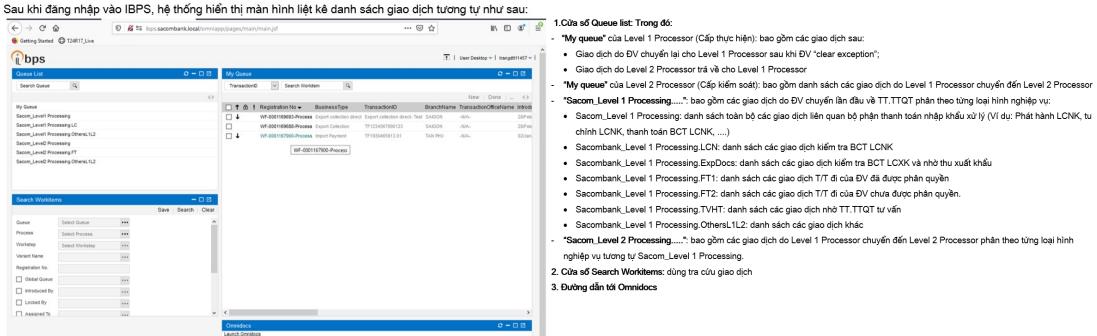 Sau khi đăng nhập vào IBPS, hệ thống hiển thị màn hình liệt kê danh sách giao dịch tương tự như sau:
bps.sacombank.local/omniapp/pages/main/main.jsf
Getting Started T24R17_Live
ibps
User Desktop
Queue List
Search Queue
My Queue
Sacom_Level1 Processing
Sacom_Level1 Processing.LC
Sacom_Level1 Processing.OthersL1L2
Sacom_Level2 Processing
Sacom_Level2 Processing.FT
Sacom_Level2 Processing.OthersL1L2
Search Workitems
Save Search Clear
Queue Select Queue
Process Select Process
Workstep Select Workstep
Variant Name
Registration No.
Global Queue
Introduced By
Locked By
Assigned To
My Queue
TransactionID Search Workitem
New Done ...
Registration No BusinessType TransactionID BranchName TransactionOfficeName Introd
WF-0001169693-Process Export collection direct Export collection direct- Test SAIGON -N/A- 28/Feb
WF-0001169688-Process Export Collection TF1234567890123 SAIGON -N/A- 28/Feb
WF-0001167900-Process Import Payment TAN PHU -N/A- 02/Jan
WF-0001167900-Process
Omnidocs
Launch Omnidocs
1.Cửa sổ Queue list: Trong đó:
- "My queue" của Level 1 Processor (Cấp thực hiện): bao gồm các giao dịch sau:
• Giao dịch do ĐV chuyển lại cho Level 1 Processor sau khi ĐV "clear exception";
• Giao dịch do Level 2 Processor trả về cho Level 1 Processor
- "My queue" của Level 2 Processor (Cấp kiểm soát): bao gồm danh sách các giao dịch do Level 1 Processor chuyển đến Level 2 Processor
- "Sacom_Level 1 Processing.....": bao gồm các giao dịch do ĐV chuyển lần đầu về TT.TTQT phân theo từng loại hình nghiệp vụ:
• Sacom_Level 1 Processing: danh sách toàn bộ các giao dịch liên quan bộ phận thanh toán nhập khẩu xử lý (Ví dụ: Phát hành LCNK, tu
chỉnh LCNK, thanh toán BCT LCNK, ....)
• Sacombank_Level 1 Processing.LCN: danh sách các giao dịch kiểm tra BCT LCNK
• Sacombank_Level 1 Processing.ExpDocs: danh sách các giao dịch kiểm tra BCT LCXK và nhờ thu xuất khẩu
• Sacombank_Level 1 Processing.FT1: danh sách các giao dịch T/T đi của ĐV đã được phân quyền
• Sacombank_Level 1 Processing.FT2: danh sách các giao dịch T/T đi của ĐV chưa được phân quyền.
• Sacombank_Level 1 Processing.TVHT: danh sách các giao dịch nhờ TT.TTQT tư vấn
• Sacombank_Level 1 Processing.OthersL1L2: danh sách các giao dịch khác
- "Sacom_Level 2 Processing.....": bao gồm các giao dịch do Level 1 Processor chuyển đến Level 2 Processor phân theo từng loại hình
nghiệp vụ tương tự Sacom_Level 1 Processing.
2. Cửa sổ Search Workitems: dùng tra cứu giao dịch
3. Đường dẫn tới Omnidocs